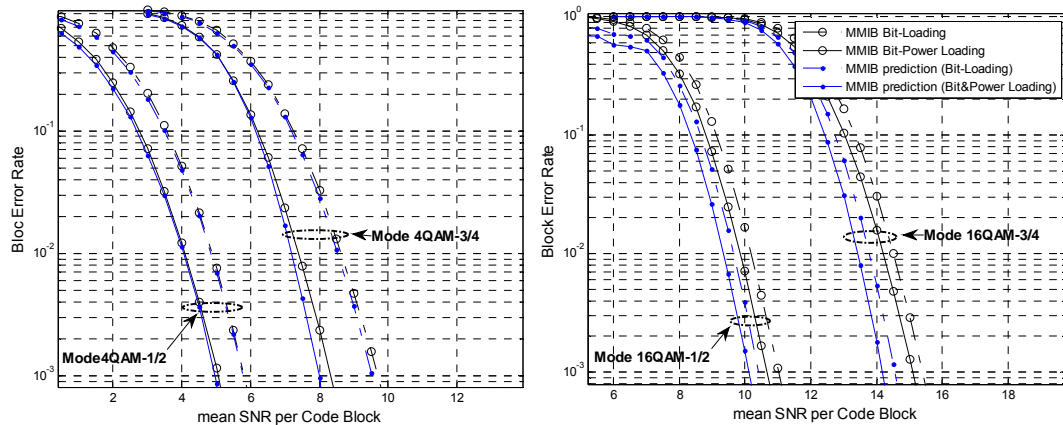 Bloc Error Rate
10^-1
10^-2
10^-3
2 4 6 8 10 12
mean SNR per Code Block
Mode 4QAM-3/4
Mode4QAM-1/2
Block Error Rate
10^0
10^-1
10^-2
10^-3
6 8 10 12 14 16 18
mean SNR per Code Block
MMIB Bit-Loading
MMIB Bit-Power Loading
MMIB prediction (Bit-Loading)
MMIB prediction (Bit&Power Loading)
Mode 16QAM-3/4
Mode 16QAM-1/2